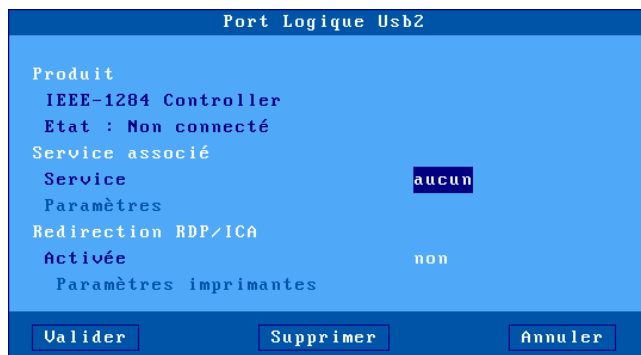 Port Logique Usb2
Produit
IEEE-1284 Controller
Etat : Non connecté
Service associé
Service aucun
Paramètres
Redirection RDP/ICA
Activée non
Paramètres imprimantes
Valider Supprimer Annuler